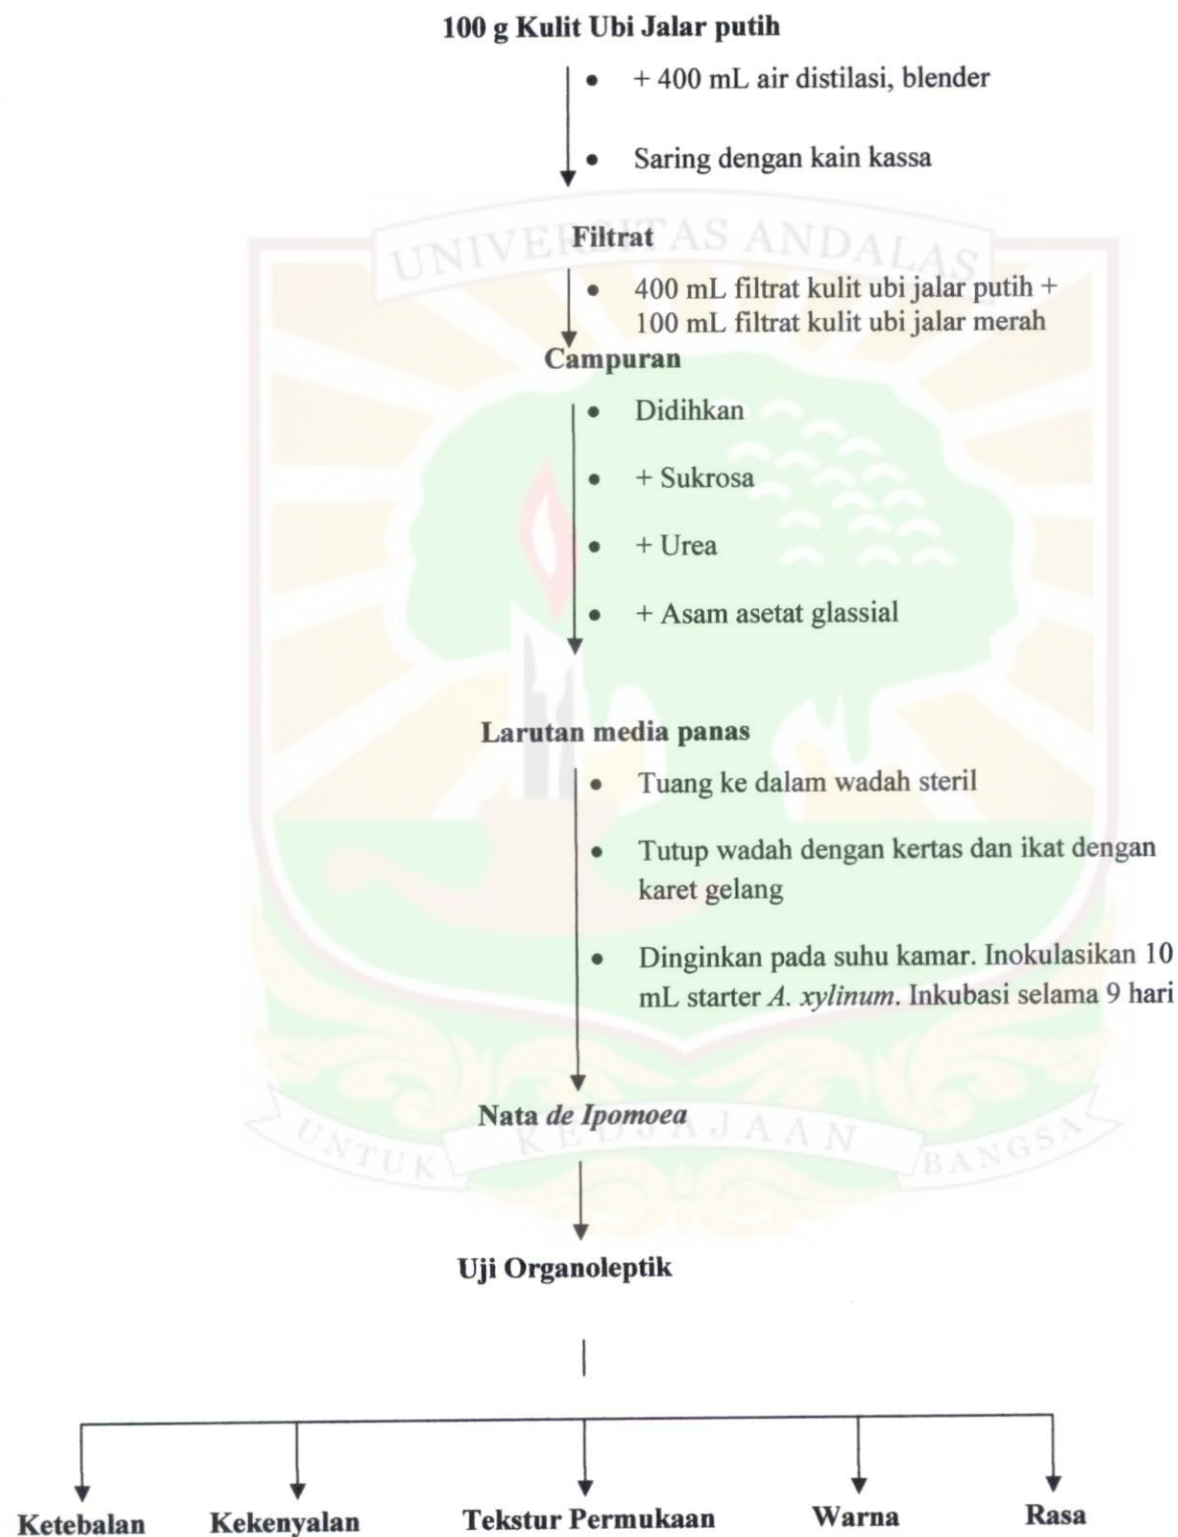 100 g Kulit Ubi Jalar putih
• + 400 mL air distilasi, blender
• Saring dengan kain kassa
UNIVERSITAS ANDALAS
Filtrat
• 400 mL filtrat kulit ubi jalar putih +
100 mL filtrat kulit ubi jalar merah
Campuran
• Didihkan
• + Sukrosa
• + Urea
• + Asam asetat glassial
Larutan media panas
• Tuang ke dalam wadah steril
• Tutup wadah dengan kertas dan ikat dengan
karet gelang
• Dinginkan pada suhu kamar. Inokulasikan 10
mL starter A. xylinum. Inkubasi selama 9 hari
Nata de Ipomoea
UNTUK KEDJAJAAN BANGSA
Uji Organoleptik
Ketebalan Kekenyalan Tekstur Permukaan Warna Rasa